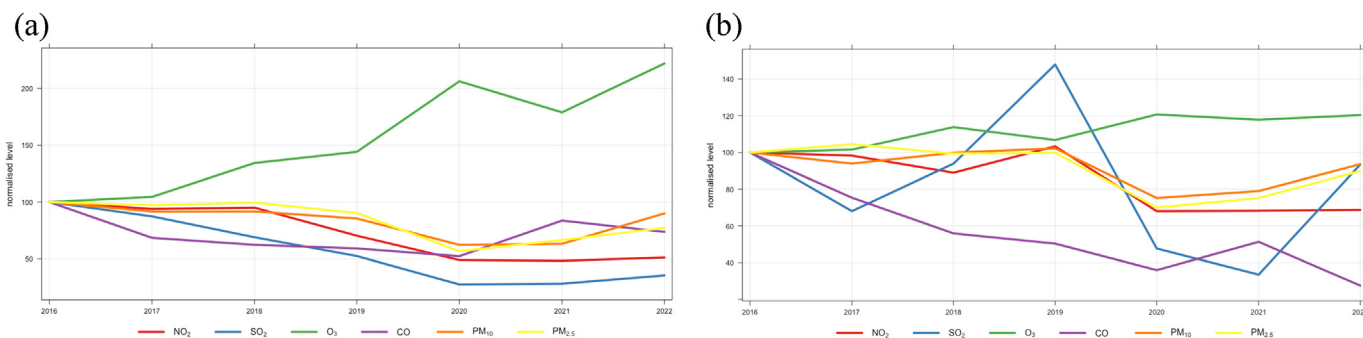 (a)
normalised level
200
150
100
50
2016 2017 2018 2019 2020 2021 2022
NO₂ SO₂ O₃ CO PM₁₀ PM₂.₅
(b)
normalised level
140
120
100
80
60
40
2016 2017 2018 2019 2020 2021 202
NO₂ SO₂ O₃ CO PM₁₀ PM₂.₅